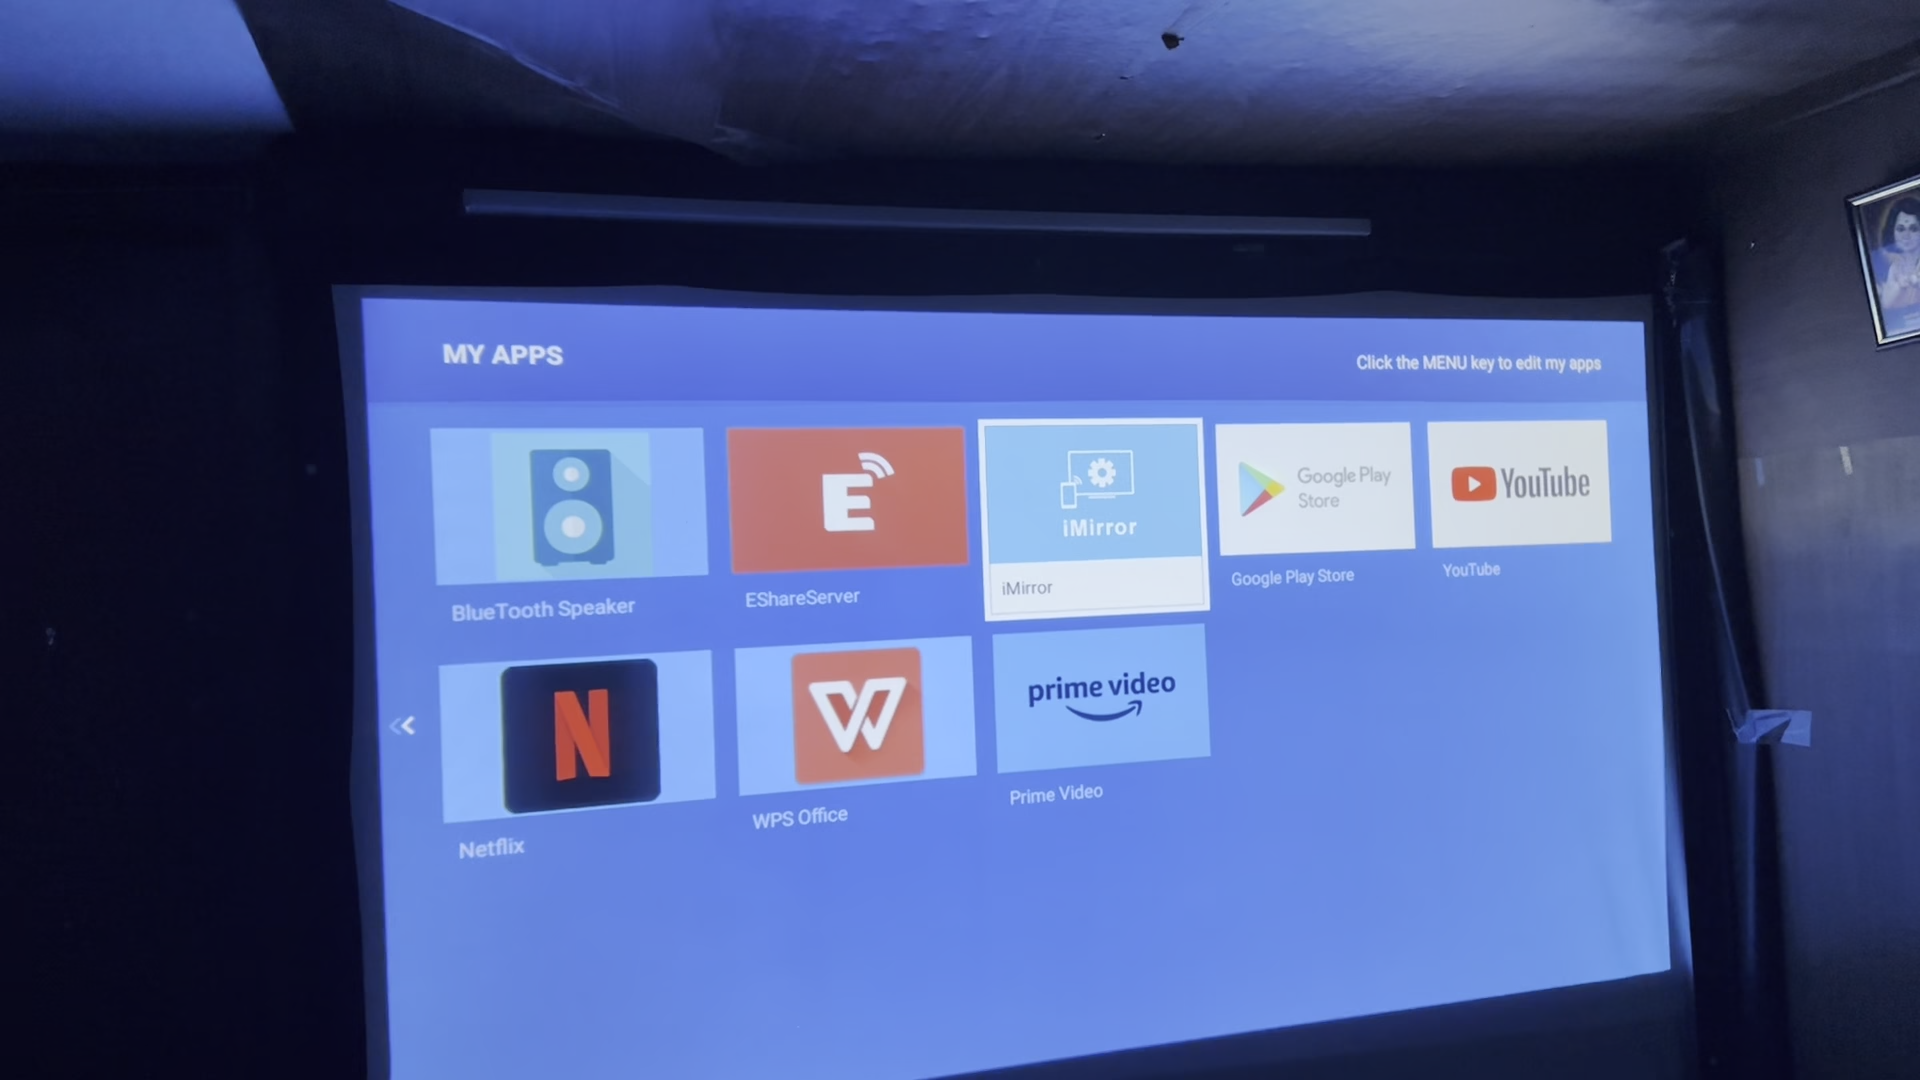 MY APPS
Click the MENU key to edit my apps
BlueTooth Speaker
E
EShareServer
iMirror
iMirror
Google Play
Store
Google Play Store
YouTube
YouTube
N
Netflix
W
WPS Office
prime video
Prime Video